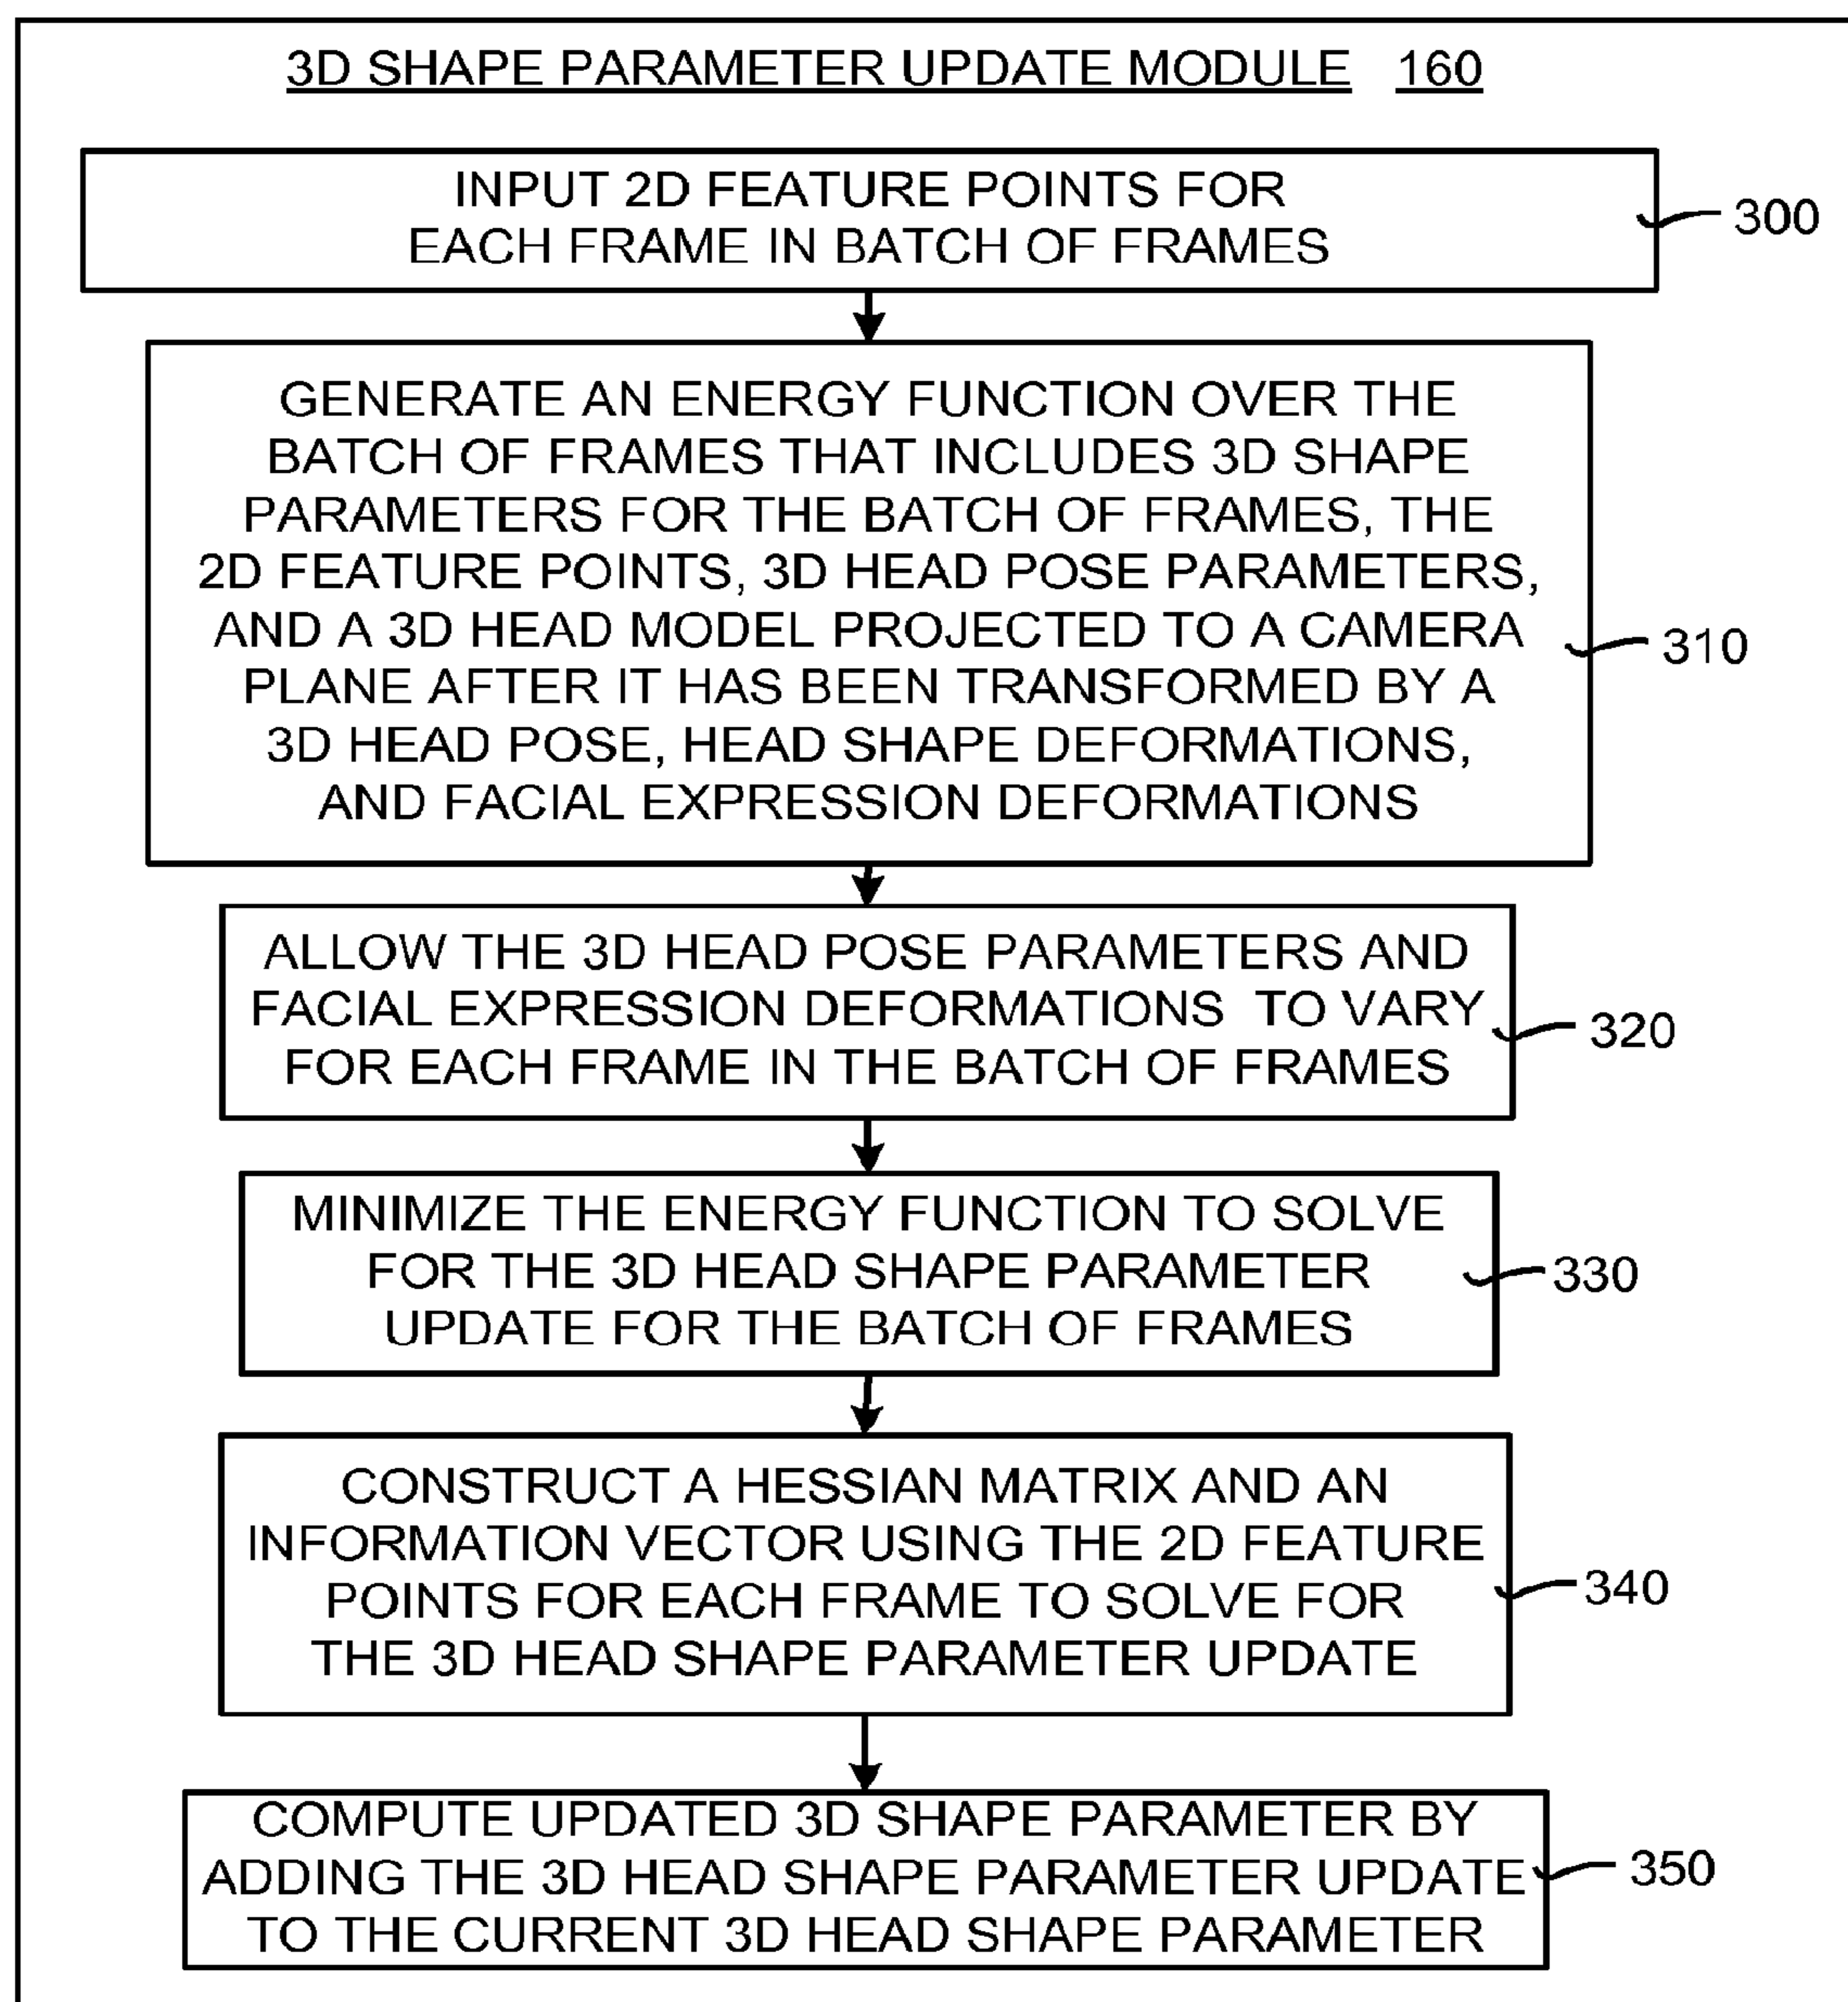 3D SHAPE PARAMETER UPDATE MODULE 160
INPUT 2D FEATURE POINTS FOR
EACH FRAME IN BATCH OF FRAMES
300
GENERATE AN ENERGY FUNCTION OVER THE
BATCH OF FRAMES THAT INCLUDES 3D SHAPE
PARAMETERS FOR THE BATCH OF FRAMES, THE
2D FEATURE POINTS, 3D HEAD POSE PARAMETERS,
AND A 3D HEAD MODEL PROJECTED TO A CAMERA
PLANE AFTER IT HAS BEEN TRANSFORMED BY A
3D HEAD POSE, HEAD SHAPE DEFORMATIONS,
AND FACIAL EXPRESSION DEFORMATIONS
310
ALLOW THE 3D HEAD POSE PARAMETERS AND
FACIAL EXPRESSION DEFORMATIONS TO VARY
FOR EACH FRAME IN THE BATCH OF FRAMES
320
MINIMIZE THE ENERGY FUNCTION TO SOLVE
FOR THE 3D HEAD SHAPE PARAMETER
UPDATE FOR THE BATCH OF FRAMES
330
CONSTRUCT A HESSIAN MATRIX AND AN
INFORMATION VECTOR USING THE 2D FEATURE
POINTS FOR EACH FRAME TO SOLVE FOR
THE 3D HEAD SHAPE PARAMETER UPDATE
340
COMPUTE UPDATED 3D SHAPE PARAMETER BY
ADDING THE 3D HEAD SHAPE PARAMETER UPDATE
TO THE CURRENT 3D HEAD SHAPE PARAMETER
350